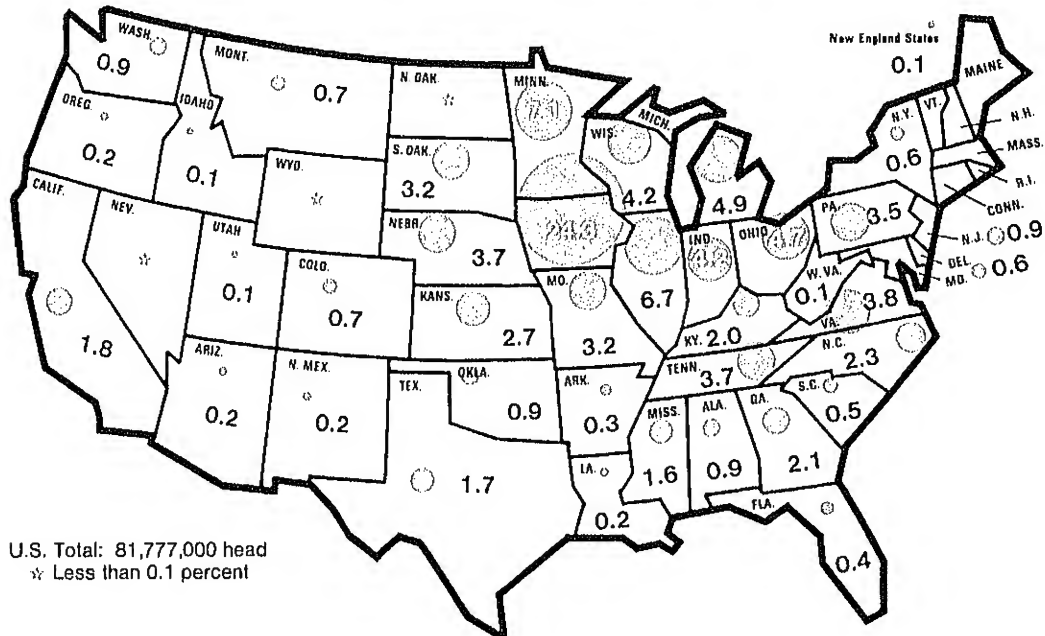 WASH.
0.9
MONT.
0.7
N. DAK.
MINN.
7.1
New England States
0.1
MAINE
VT.
N.H.
MASS.
R.I.
CONN.
N.J. 0.9
DEL.
MD. 0.6
N.Y.
0.6
OREG.
0.2
IDAHO
0.1
WYO.
S. DAK.
3.2
WIS.
4.2
MICH.
4.9
CALIF.
1.8
NEV.
UTAH
0.1
COLO.
0.7
NEBR.
3.7
KANS.
2.7
MO.
3.2
6.7
IND.
OHIO
4.7
PA.
3.5
W. VA.
0.1
VA.
3.8
KY. 2.0
N.C.
2.3
TENN.
3.7
S.C.
0.5
ARIZ.
0.2
N. MEX.
0.2
TEX.
1.7
OKLA.
0.9
ARK.
0.3
LA.
0.2
MISS.
1.6
ALA.
0.9
GA.
2.1
FLA.
0.4
U.S. Total: 81,777,000 head
☆ Less than 0.1 percent